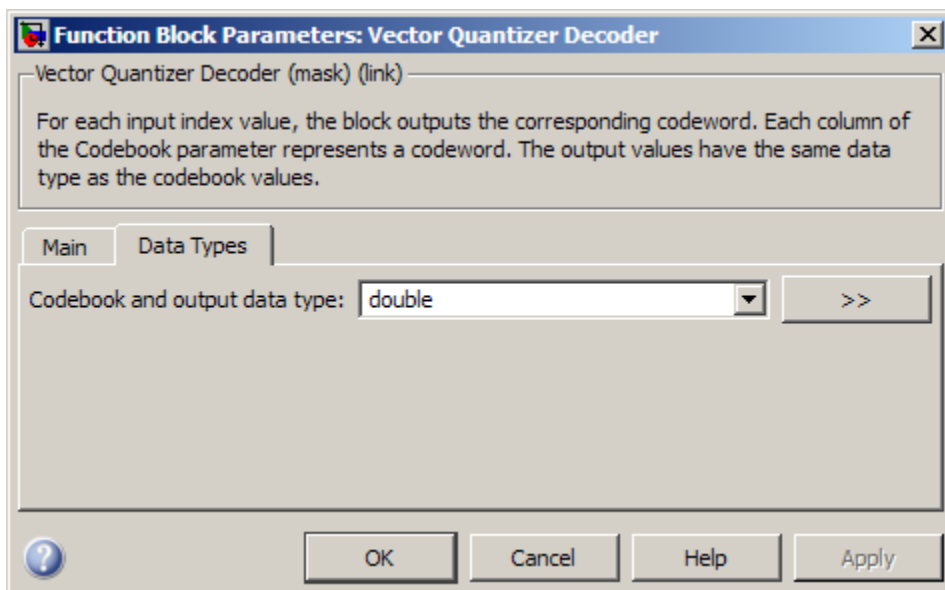 Function Block Parameters: Vector Quantizer Decoder
Vector Quantizer Decoder (mask) (link)
For each input index value, the block outputs the corresponding codeword. Each column of
the Codebook parameter represents a codeword. The output values have the same data
type as the codebook values.
Main Data Types
Codebook and output data type: double >>
OK Cancel Help Apply